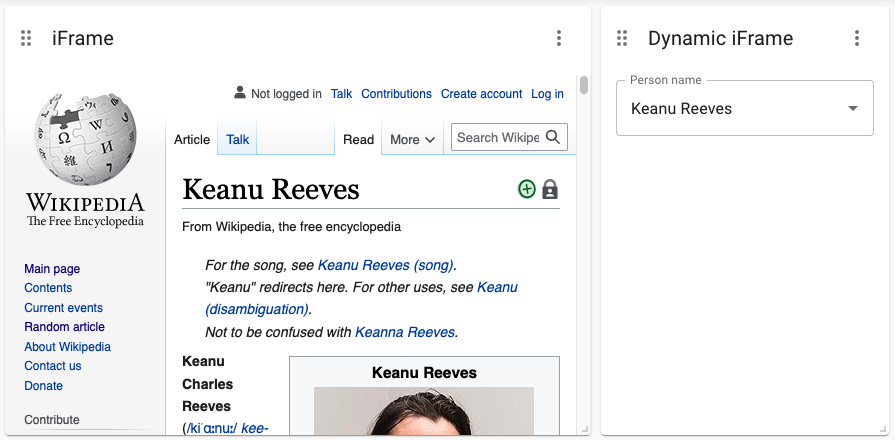 iFrame
Not logged in Talk Contributions Create account Log in
Article Talk Read More Search Wikipe
WIKIPEDIA
The Free Encyclopedia
Main page
Contents
Current events
Random article
About Wikipedia
Contact us
Donate
Contribute
Keanu Reeves
From Wikipedia, the free encyclopedia
For the song, see Keanu Reeves (song).
"Keanu" redirects here. For other uses, see Keanu
(disambiguation).
Not to be confused with Keanna Reeves.
Keanu
Charles
Reeves
(/kiˈɑːnuː/ kee-
Keanu Reeves
Dynamic iFrame
Person name
Keanu Reeves